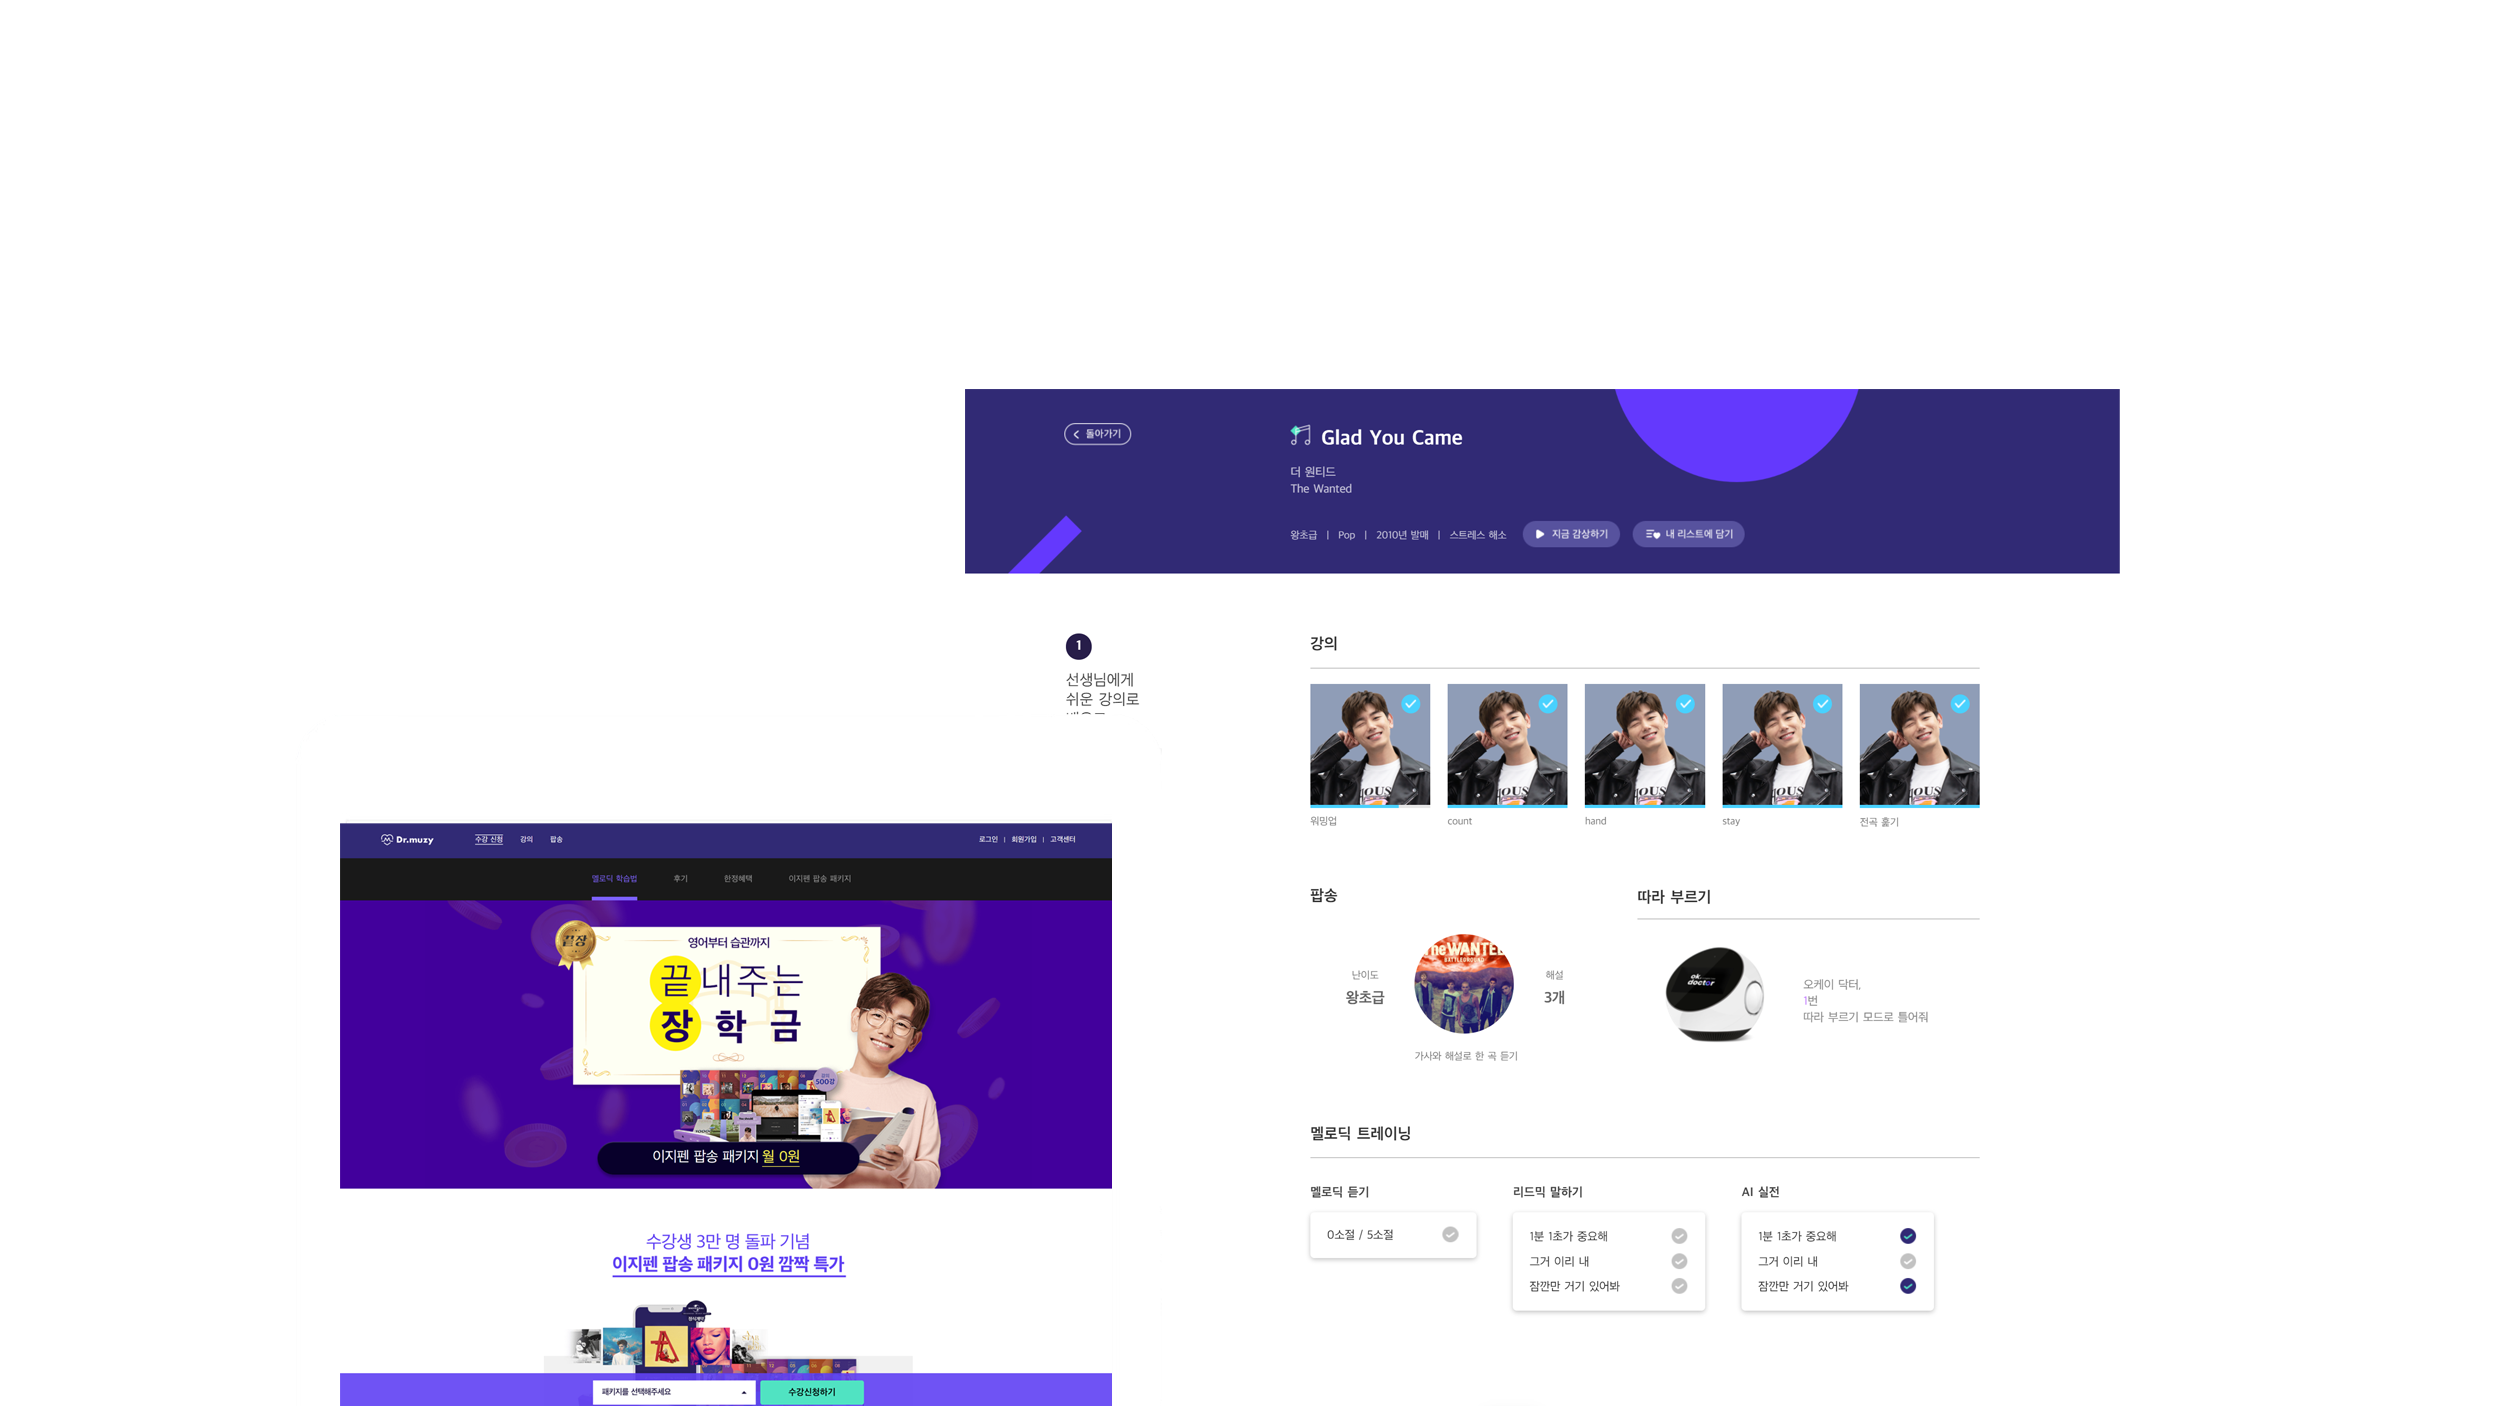 돌아가기
Glad You Came
더 원티드
The Wanted
왕초급 | Pop | 2010년 발매 | 스트레스 해소
지금 감상하기
내 리스트에 담기
1
선생님에게
쉬운 강의로
강의
워밍업
count
hand
stay
전곡 훑기
팝송
난이도
왕초급
The WANTED
BATTLEGROUND
해설
3개
가사와 해설로 한 곡 듣기
따라 부르기
ok
doctor
오케이 닥터,
1번
따라 부르기 모드로 틀어줘
멜로딕 트레이닝
멜로딕 듣기
0소절 / 5소절
리드믹 말하기
1분 1초가 중요해
그거 이리 내
잠깐만 거기 있어봐
AI 실전
1분 1초가 중요해
그거 이리 내
잠깐만 거기 있어봐
Dr.muzy
수강 신청
강의
팝송
로그인 | 회원가입 | 고객센터
멜로딕 학습법
후기
한정혜택
이지펜 팝송 패키지
끝장
영어부터 습관까지
끝내주는
장학금
500강
이지펜 팝송 패키지 월 0원
수강생 3만 명 돌파 기념
이지펜 팝송 패키지 0원 깜짝 특가
패키지를 선택해주세요
수강신청하기